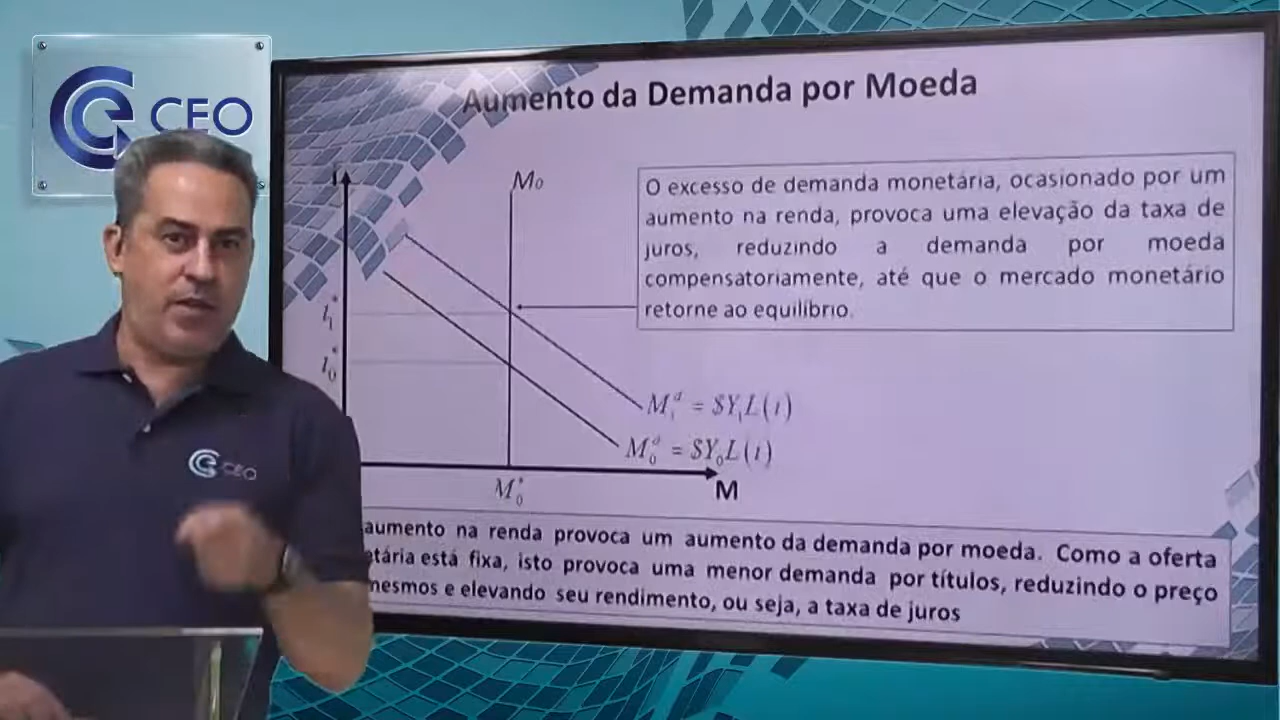 CEO
Aumento da Demanda por Moeda
I
M₀
O excesso de demanda monetária, ocasionado por um
aumento na renda, provoca uma elevação da taxa de
juros, reduzindo a demanda por moeda
compensatoriamente, até que o mercado monetário
retorne ao equilíbrio.
i₁*
i₀*
M₁ᵈ = $Y₁L(i)
M₀ᵈ = $Y₀L(i)
M₀*
M
CEO
aumento na renda provoca um aumento da demanda por moeda. Como a oferta
etária está fixa, isto provoca uma menor demanda por títulos, reduzindo o preço
mesmos e elevando seu rendimento, ou seja, a taxa de juros